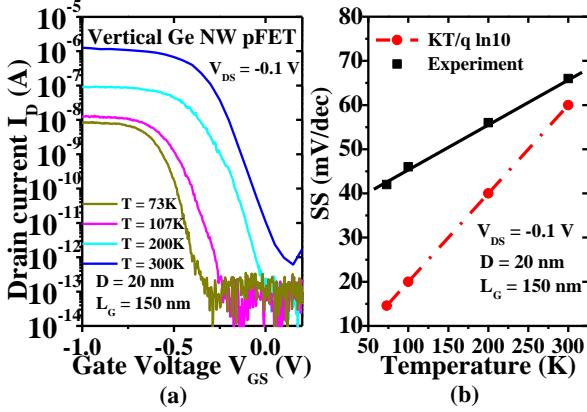 10⁻⁵
10⁻⁶
10⁻⁷
10⁻⁸
10⁻⁹
10⁻¹⁰
10⁻¹¹
10⁻¹²
10⁻¹³
10⁻¹⁴
Drain current I_D (A)
(a)
Vertical Ge NW pFET
V_DS = -0.1 V
T = 73K
T = 107K
T = 200K
T = 300K
D = 20 nm
L_G = 150 nm
-1.0
-0.5
0.0
Gate Voltage V_GS (V)
(a)
80
70
60
50
40
30
20
10
SS (mV/dec)
(b)
KT/q ln10
Experiment
V_DS = -0.1 V
D = 20 nm
L_G = 150 nm
50
100
150
200
250
300
Temperature (K)
(b)